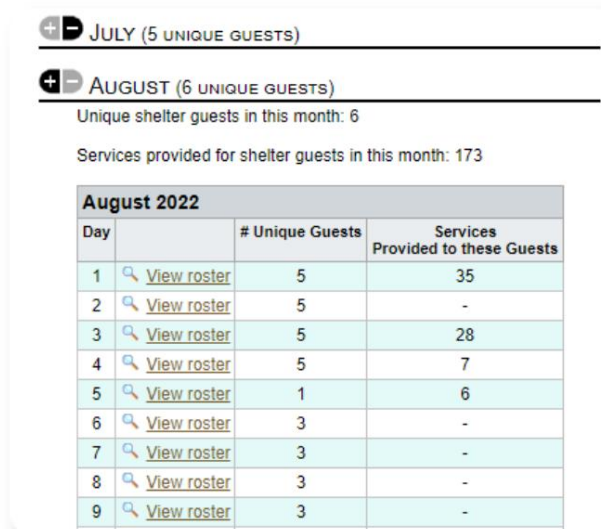 JULY (5 UNIQUE GUESTS)
AUGUST (6 UNIQUE GUESTS)
Unique shelter guests in this month: 6
Services provided for shelter guests in this month: 173
August 2022
Day # Unique Guests Services Provided to these Guests
1 View roster 5 35
2 View roster 5 -
3 View roster 5 28
4 View roster 5 7
5 View roster 1 6
6 View roster 3 -
7 View roster 3 -
8 View roster 3 -
9 View roster 3 -